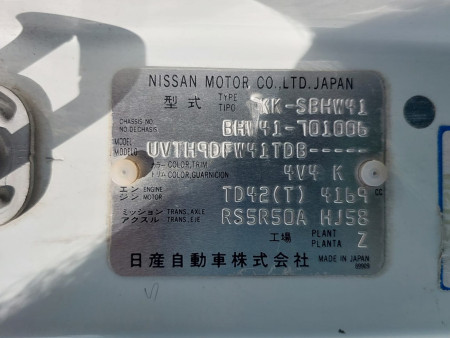 NISSAN MOTOR CO.,LTD. JAPAN
型式 TYPE TIPO KK-SBHW41
CHASSIS NO NO.DECHASIS BHW41-701006
MODEL MODELO UVTH9DFW41TDB-----
カラー COLOR,TRIM トリム COLOR,GUARNICION 4V4 K
エンジン ENGINE MOTOR TD42(T) 4169
ミッション TRANS,AXLE アクスル TRANS,EJE RS5R50A HJ58
工場 PLANT PLANTA Z
日産自動車株式会社 MADE IN JAPAN